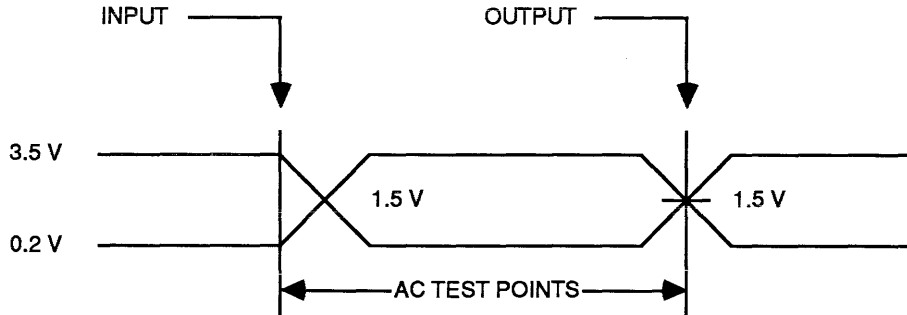 INPUT OUTPUT
3.5 V
1.5 V 1.5 V
0.2 V
AC TEST POINTS